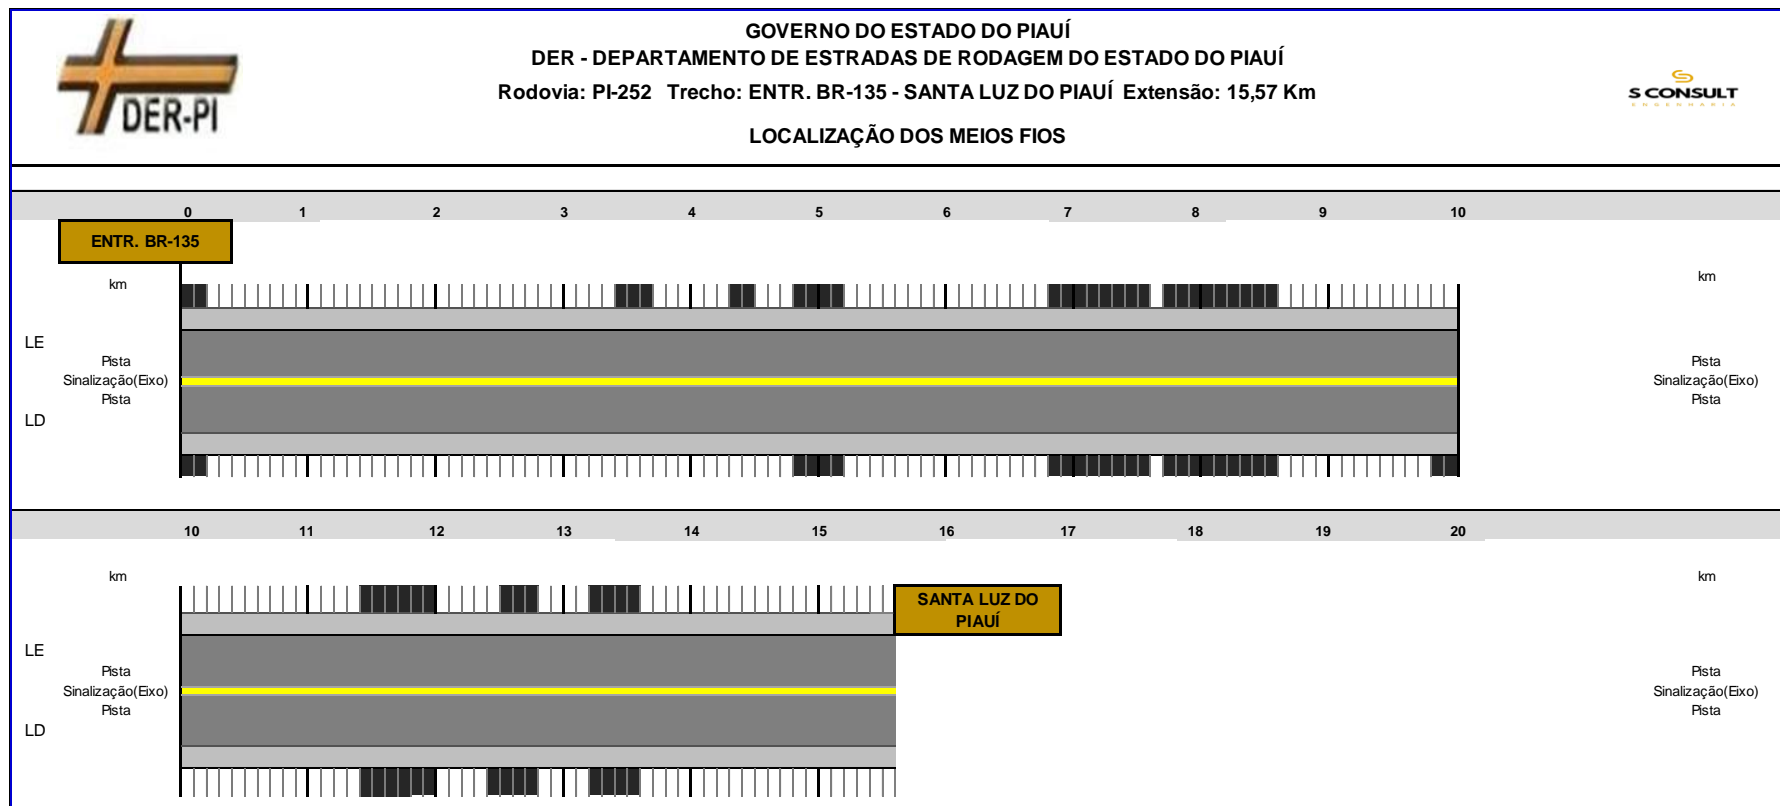 GOVERNO DO ESTADO DO PIAUÍ
DER - DEPARTAMENTO DE ESTRADAS DE RODAGEM DO ESTADO DO PIAUÍ
Rodovia: PI-252 Trecho: ENTR. BR-135 - SANTA LUZ DO PIAUÍ Extensão: 15,57 Km
LOCALIZAÇÃO DOS MEIOS FIOS
DER-PI
S CONSULT
ENGENHARIA
0 1 2 3 4 5 6 7 8 9 10
ENTR. BR-135
km
km
LE
Pista
Sinalização(Eixo)
Pista
LD
Pista
Sinalização(Eixo)
Pista
10 11 12 13 14 15 16 17 18 19 20
km
km
SANTA LUZ DO
PIAUÍ
LE
Pista
Sinalização(Eixo)
Pista
LD
Pista
Sinalização(Eixo)
Pista